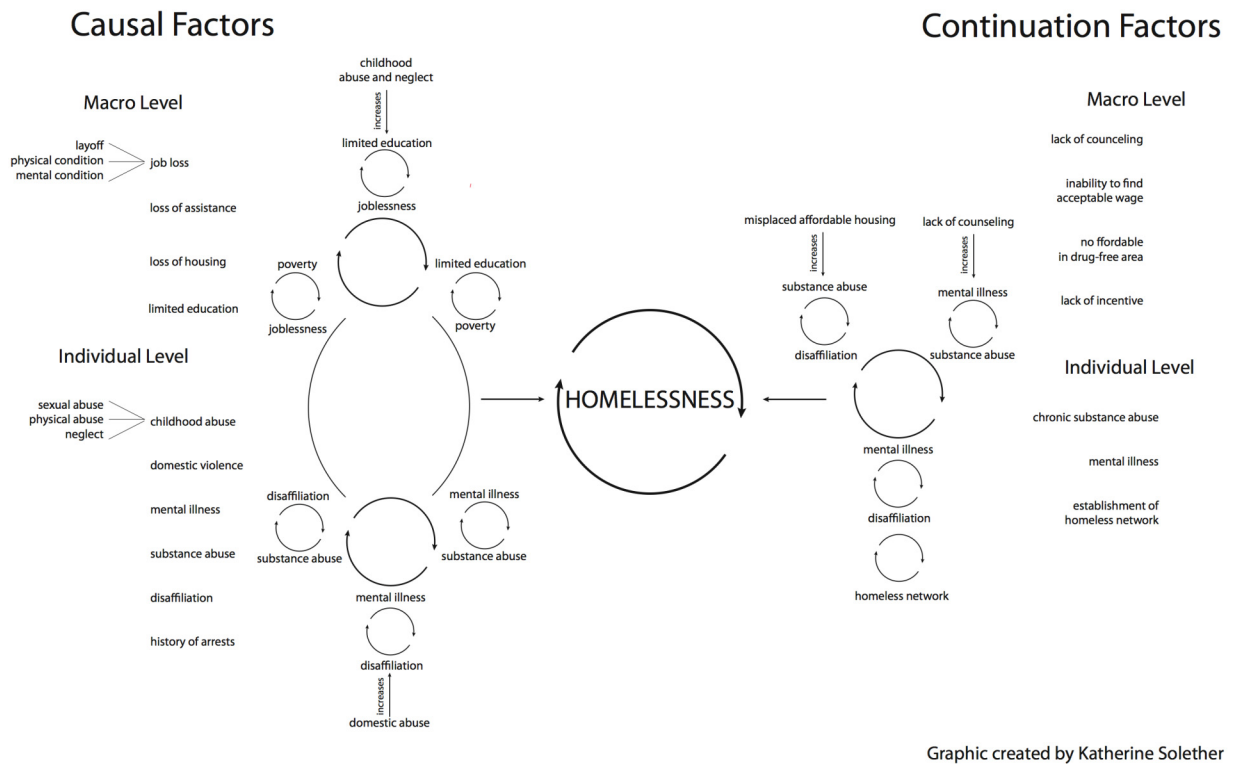 Causal Factors
Macro Level
layoff
physical condition
mental condition
job loss
loss of assistance
loss of housing
limited education
Individual Level
sexual abuse
physical abuse
neglect
childhood abuse
domestic violence
mental illness
substance abuse
disaffiliation
history of arrests
childhood
abuse and neglect
increases
limited education
joblessness
poverty
joblessness
limited education
poverty
disaffiliation
substance abuse
mental illness
substance abuse
mental illness
disaffiliation
increases
domestic abuse
HOMELESSNESS
Continuation Factors
misplaced affordable housing
increases
substance abuse
disaffiliation
lack of counseling
increases
mental illness
substance abuse
mental illness
disaffiliation
homeless network
Macro Level
lack of counceling
inability to find
acceptable wage
no ffordable
in drug-free area
lack of incentive
Individual Level
chronic substance abuse
mental illness
establishment of
homeless network
Graphic created by Katherine Solether